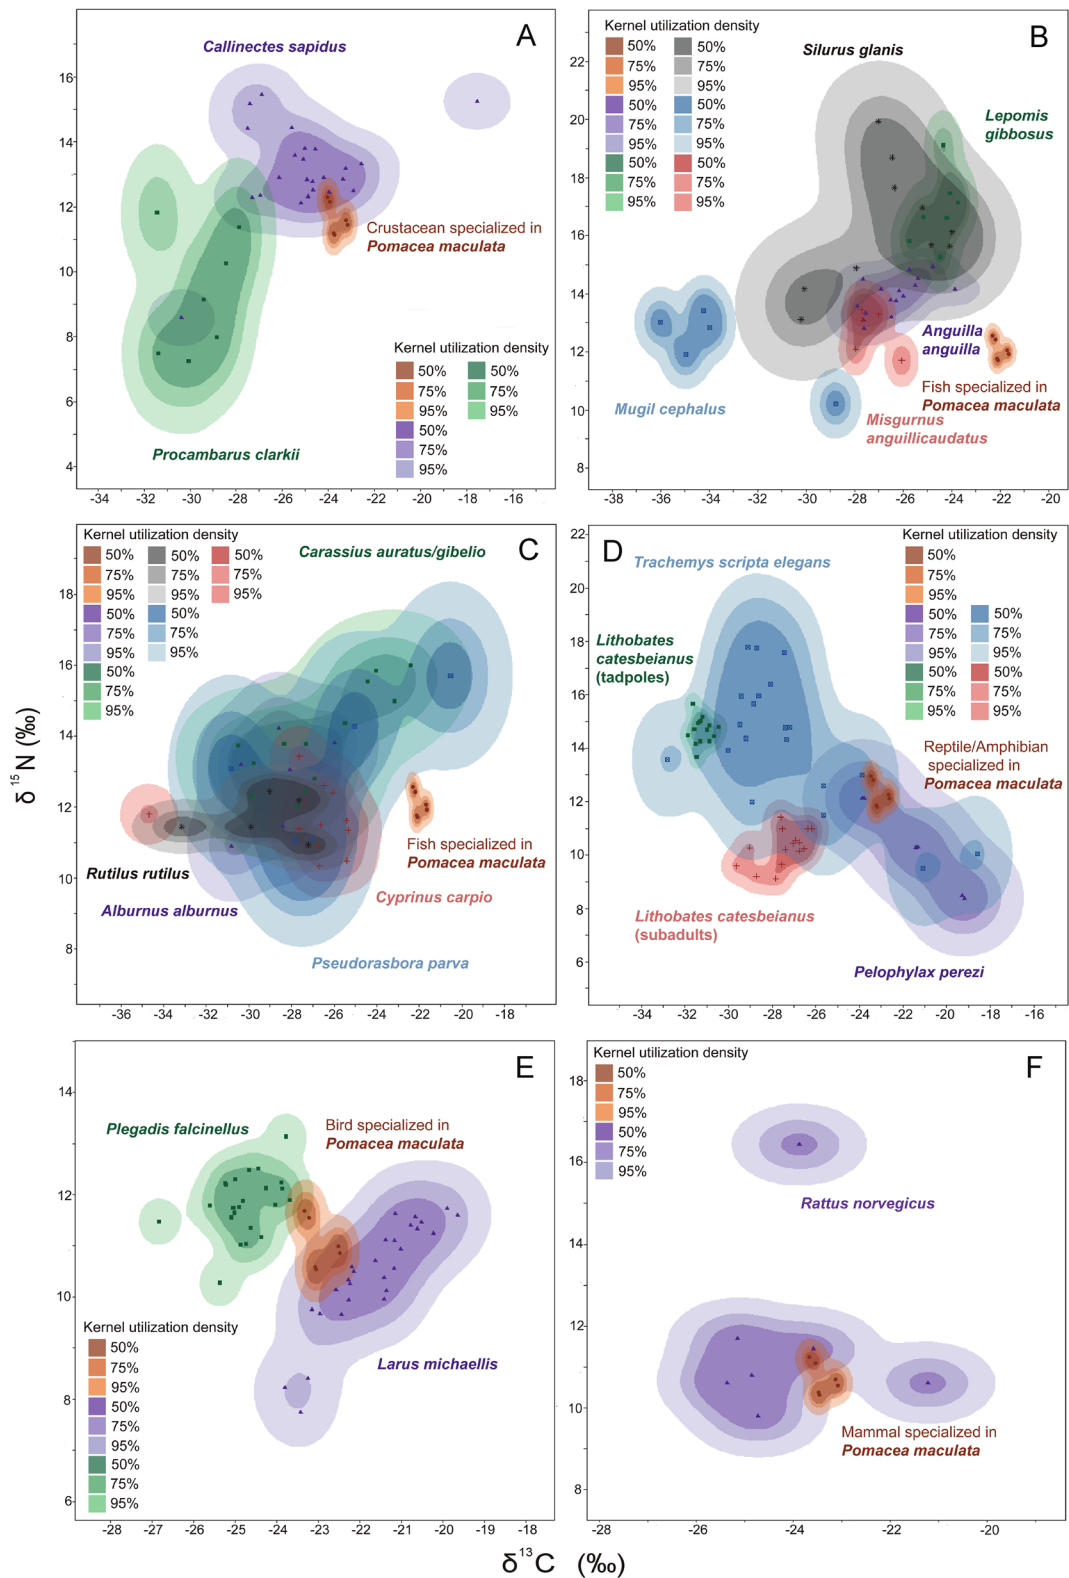 A
Callinectes sapidus
Crustacean specialized in
Pomacea maculata
Procambarus clarkii
Kernel utilization density
50% 50%
75% 75%
95% 95%
50%
75%
95%
16
14
12
10
8
6
4
-34 -32 -30 -28 -26 -24 -22 -20 -18 -16
B
Kernel utilization density
50% 50%
75% 75%
95% 95%
50% 50%
75% 75%
95% 95%
50% 50%
75% 75%
95% 95%
Silurus glanis
Lepomis
gibbosus
Anguilla
anguilla
Fish specialized in
Pomacea maculata
Mugil cephalus
Misgurnus
anguillicaudatus
22
20
18
16
14
12
10
8
-38 -36 -34 -32 -30 -28 -26 -24 -22 -20
C
Kernel utilization density
50% 50% 50%
75% 75% 75%
95% 95% 95%
50% 50%
75% 75%
95% 95%
50%
75%
95%
Carassius auratus/gibelio
Fish specialized in
Pomacea maculata
Rutilus rutilus
Cyprinus carpio
Alburnus alburnus
Pseudorasbora parva
18
16
14
12
10
8
-36 -34 -32 -30 -28 -26 -24 -22 -20 -18
D
Kernel utilization density
50%
75%
95%
50% 50%
75% 75%
95% 95%
50% 50%
75% 75%
95% 95%
Trachemys scripta elegans
Lithobates
catesbeianus
(tadpoles)
Reptile/Amphibian
specialized in
Pomacea maculata
Lithobates catesbeianus
(subadults)
Pelophylax perezi
22
20
18
16
14
12
10
8
6
-34 -32 -30 -28 -26 -24 -22 -20 -18 -16 -14
E
Plegadis falcinellus
Bird specialized in
Pomacea maculata
Larus michaellis
Kernel utilization density
50%
75%
95%
50%
75%
95%
50%
75%
95%
14
12
10
8
6
-28 -27 -26 -25 -24 -23 -22 -21 -20 -19 -18
F
Kernel utilization density
50%
75%
95%
50%
75%
95%
Rattus norvegicus
Mammal specialized in
Pomacea maculata
18
16
14
12
10
8
-28 -26 -24 -22 -20
δ15N (‰)
δ13C (‰)